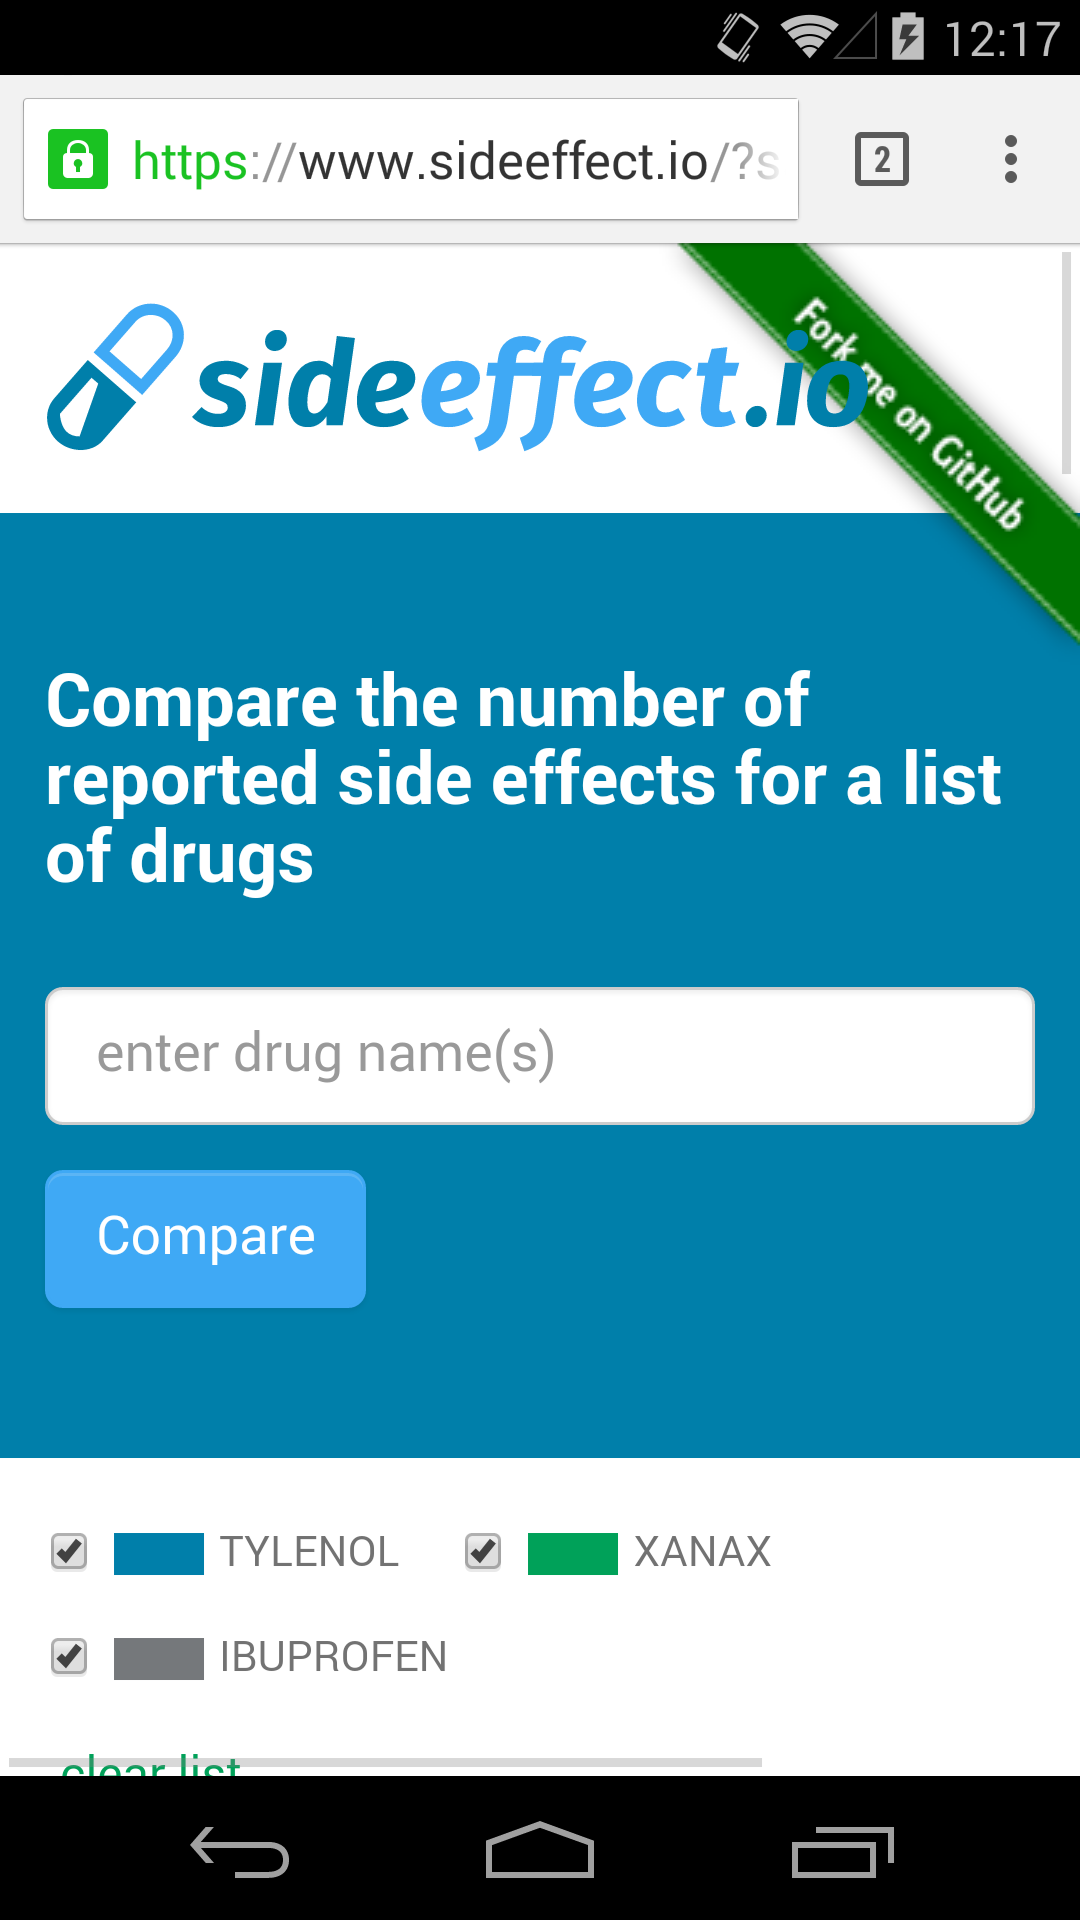 12:17
https://www.sideeffect.io/?s
2
sideeffect.io
Fork me on GitHub
Compare the number of
reported side effects for a list
of drugs
enter drug name(s)
Compare
TYLENOL
XANAX
IBUPROFEN
clear list